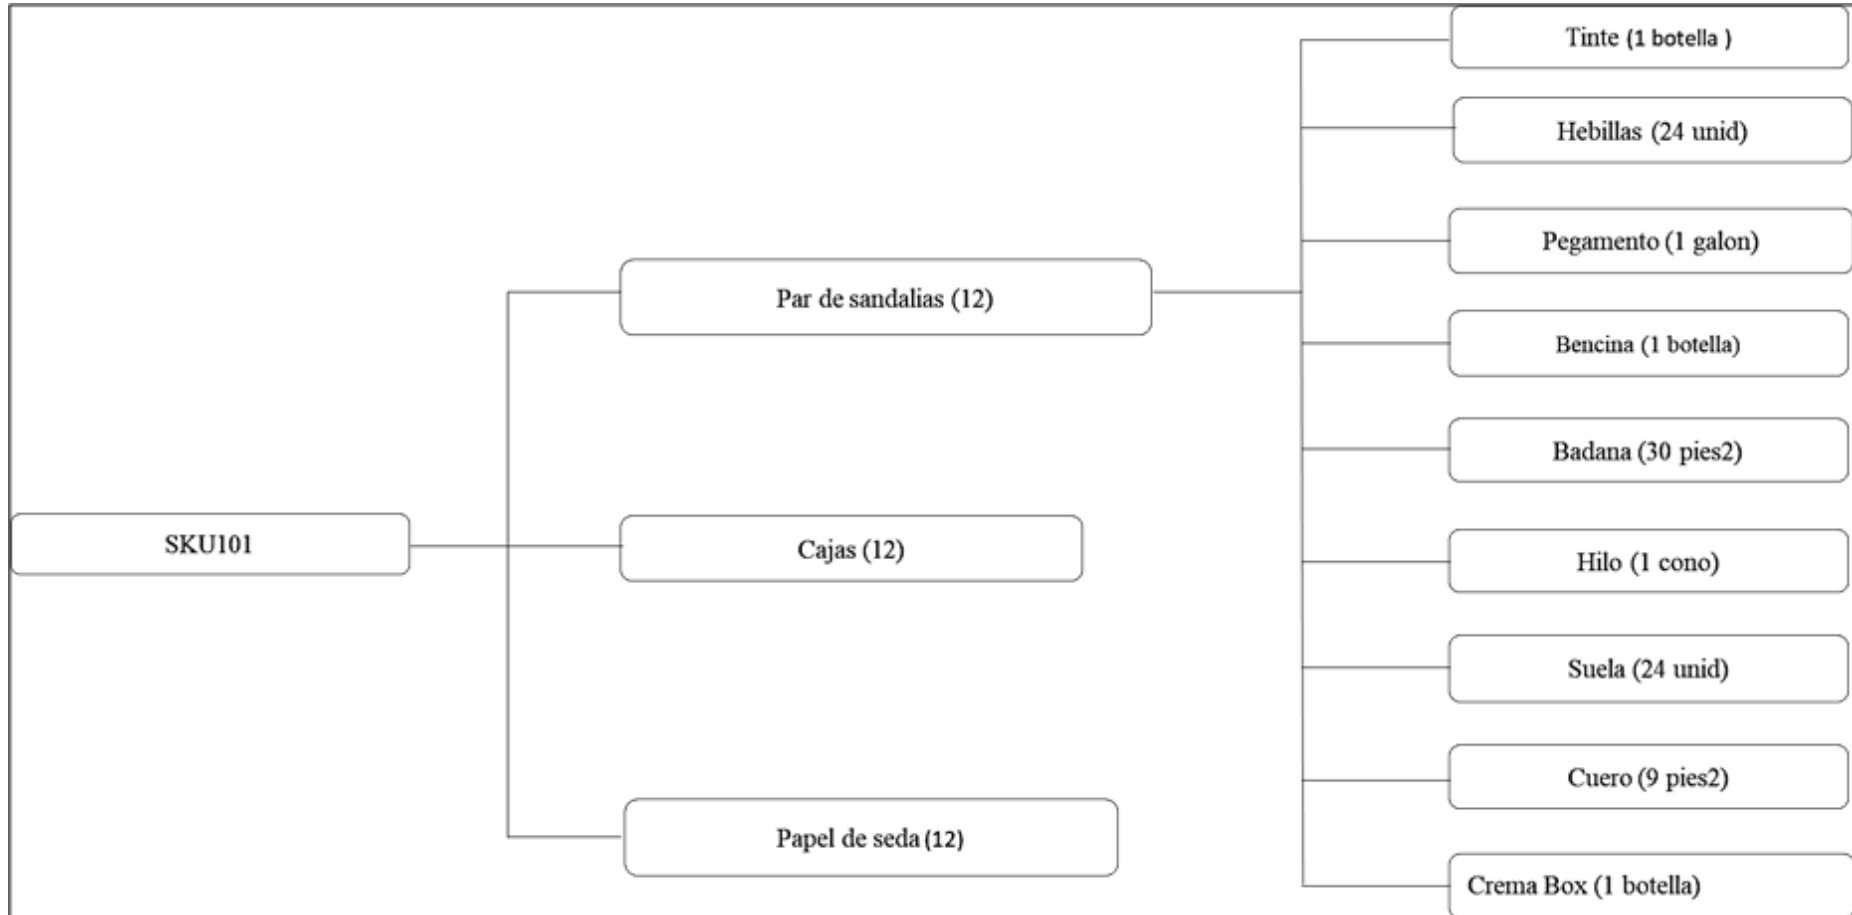 Tinte (1 botella )
Hebillas (24 unid)
Pegamento (1 galon)
Par de sandalias (12)
Bencina (1 botella)
Badana (30 pies2)
SKU101
Cajas (12)
Hilo (1 cono)
Suela (24 unid)
Cuero (9 pies2)
Papel de seda (12)
Crema Box (1 botella)